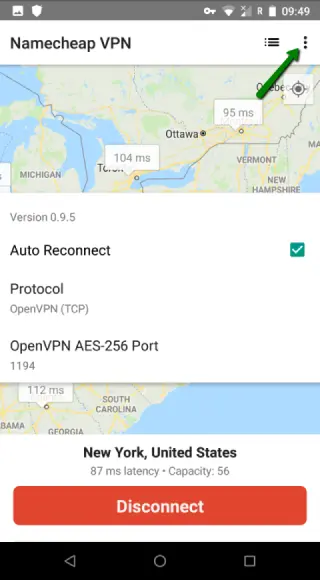 R 09:49
Namecheap VPN
95 ms
Ottawa
104 ms
MICHIGAN
VERMONT
NEW
HAMPSHIRE
Version 0.9.5
Auto Reconnect
Protocol
OpenVPN (TCP)
OpenVPN AES-256 Port
1194
112 ms
SOUTH
CAROLINA
GEORGIA
New York, United States
87 ms latency • Capacity: 56
Disconnect